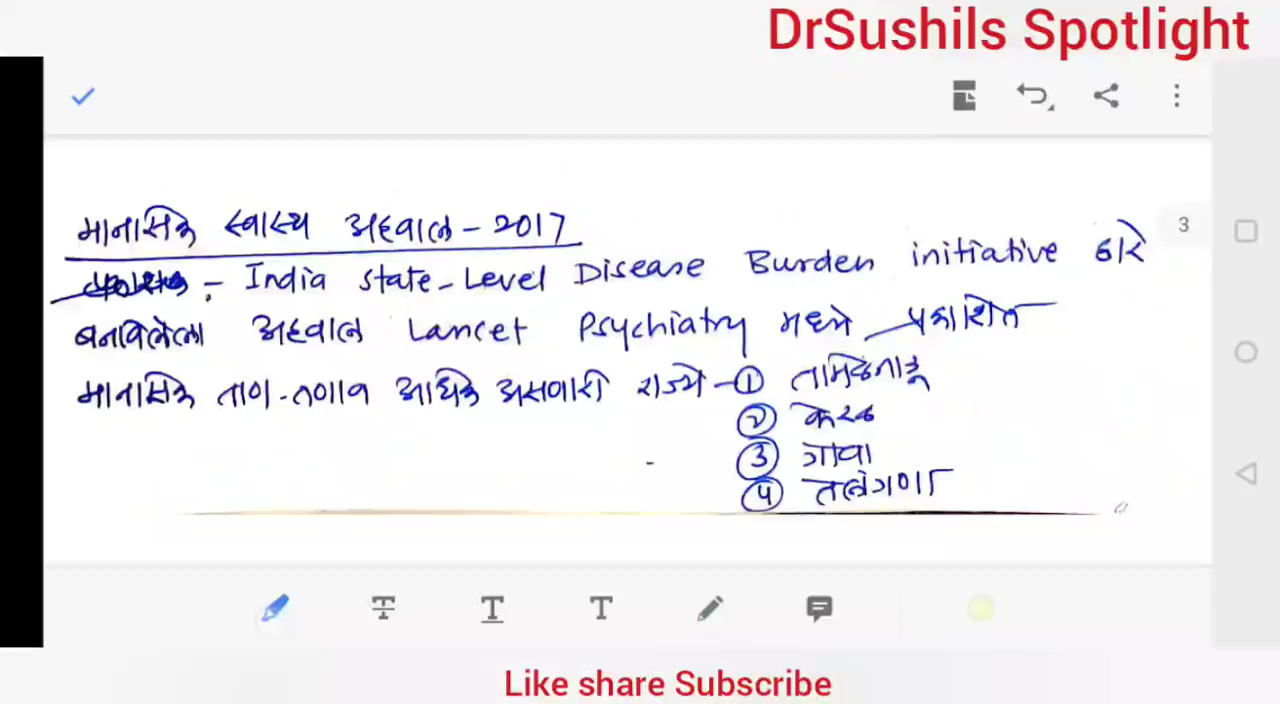 DrSushils Spotlight
3
मानसिक स्वास्थ्य अहवाल - 2017
:- India State-Level Disease Burden initiative द्वारे
बनविलेला अहवाल Lancet Psychiatry मध्ये प्रकाशित
मानसिक ताण-तणाव अधिक असणारी राज्ये - ① तामिळनाडू
② केरळ
③ गोवा
④ तेलंगणा
Like share Subscribe